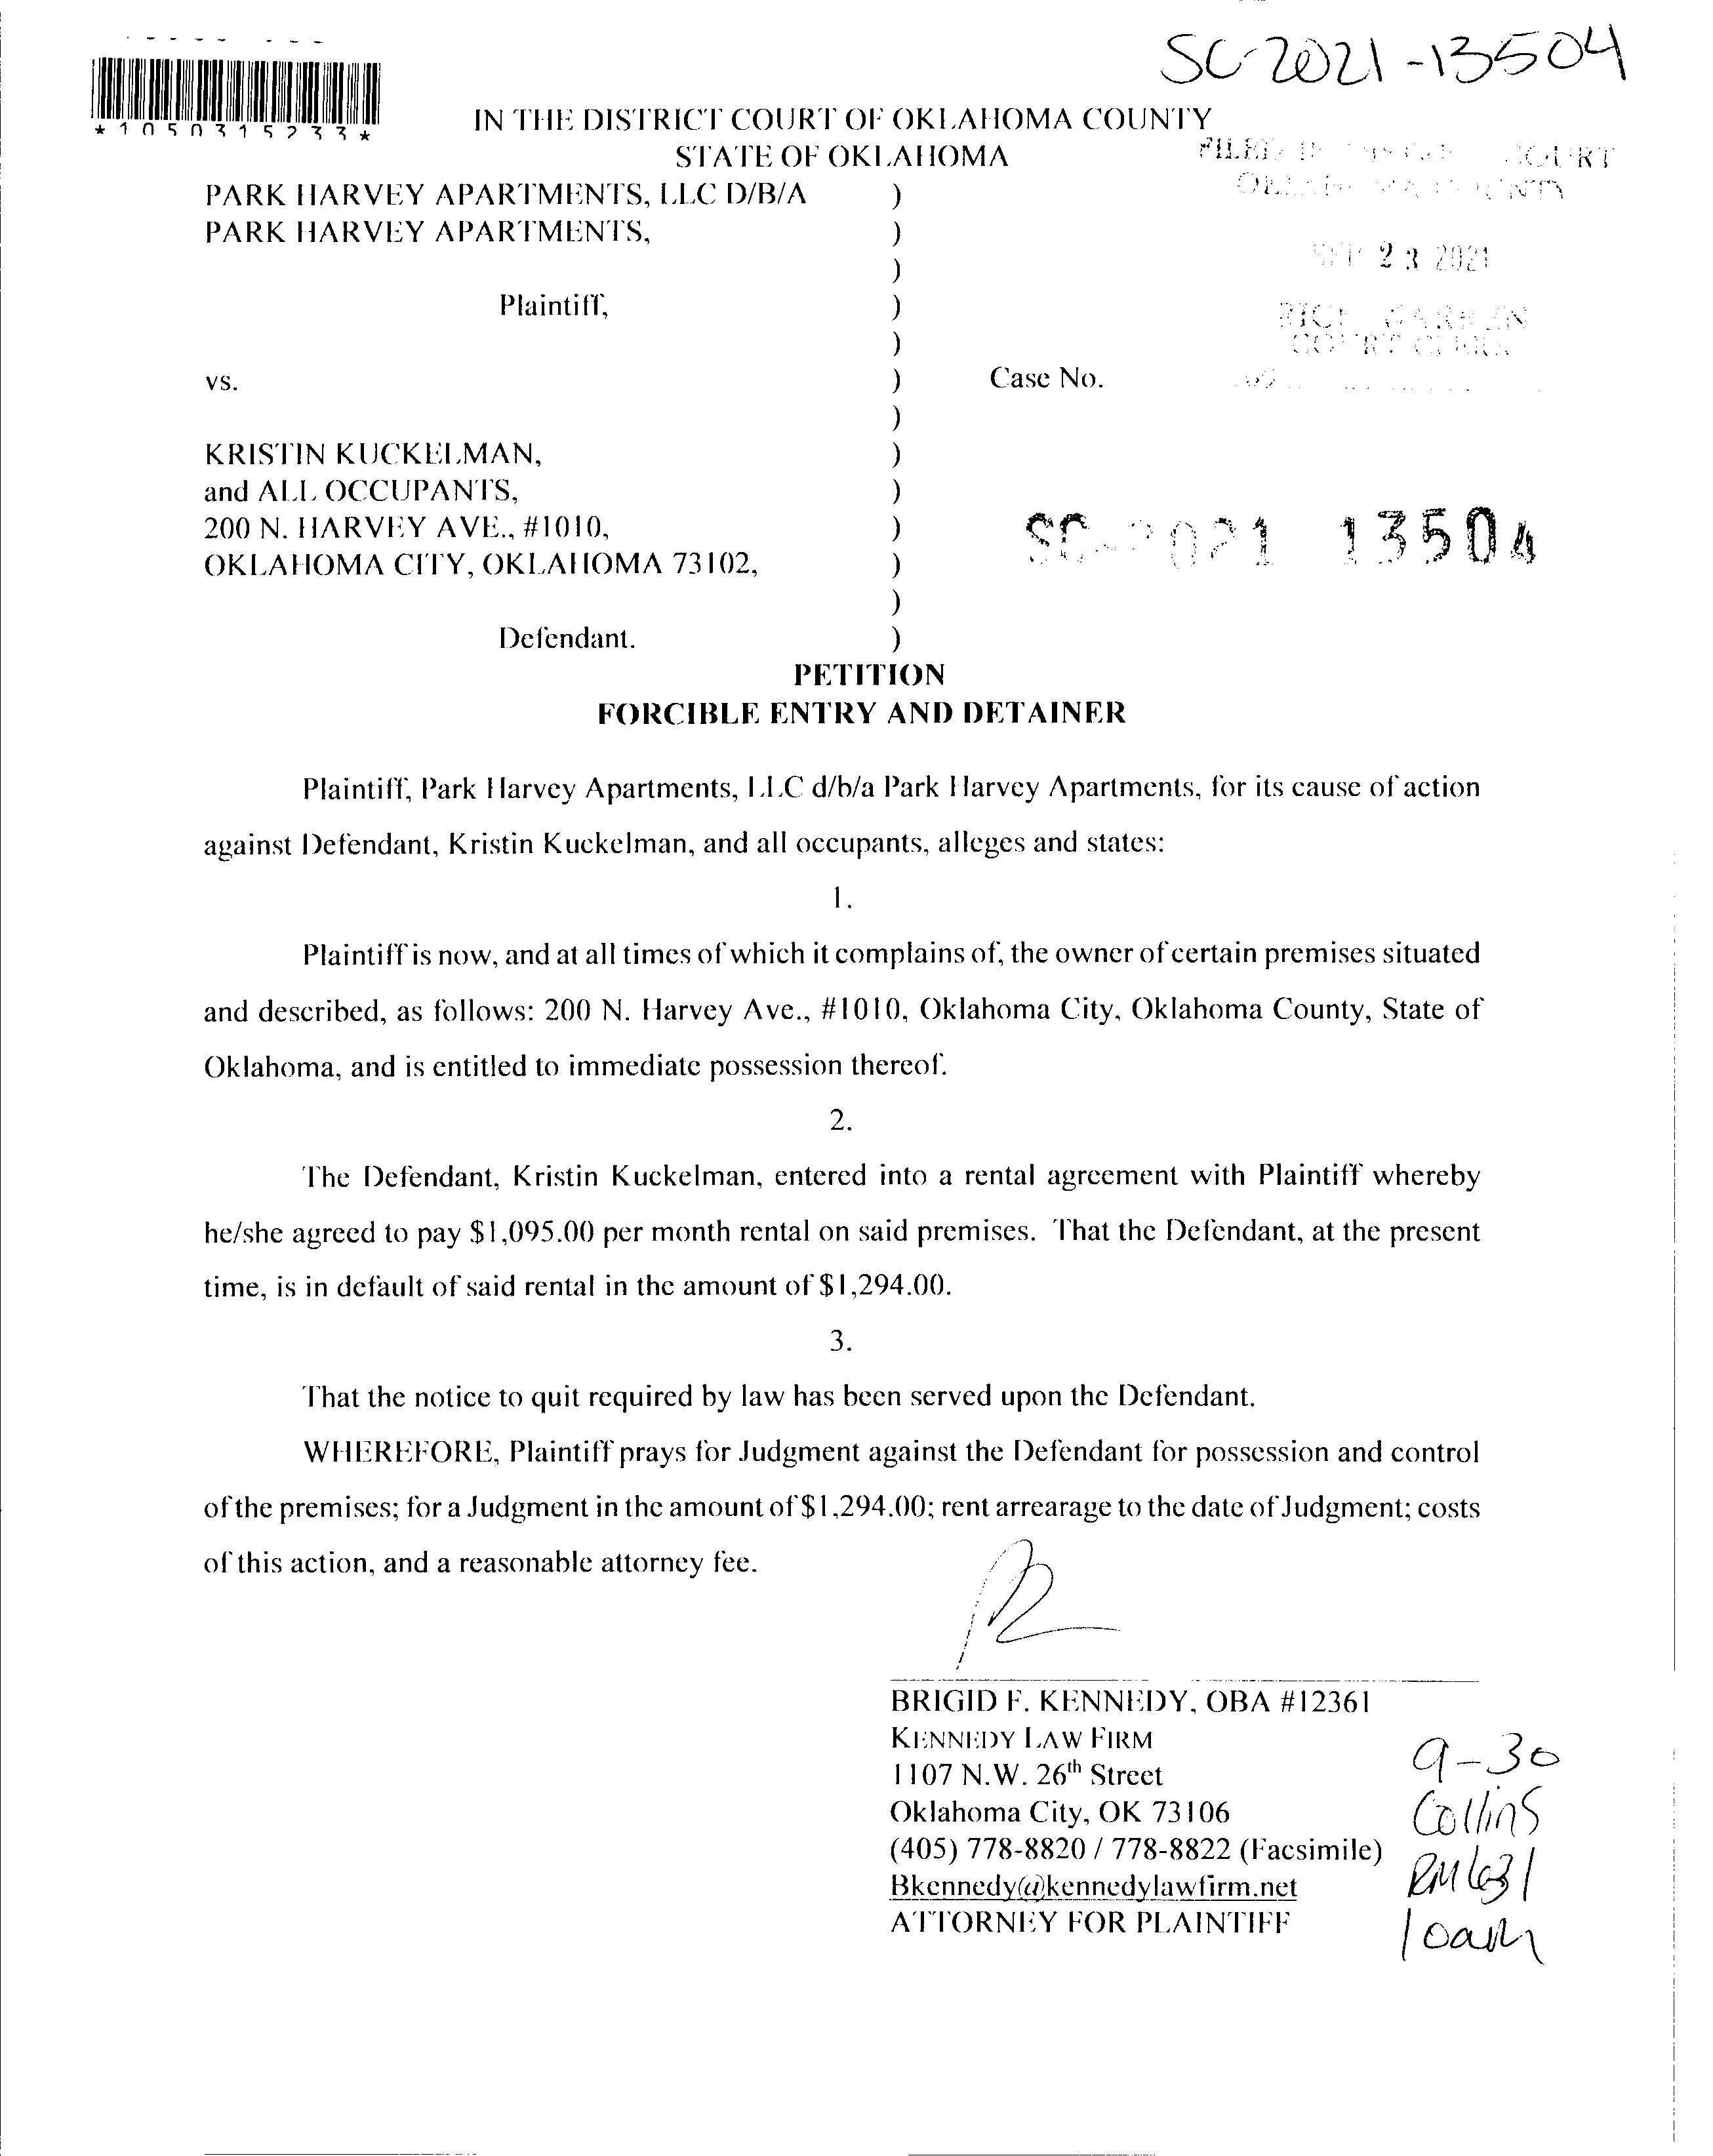 SC-2021-13504
*1050315233*
IN THE DISTRICT COURT OF OKLAHOMA COUNTY
STATE OF OKLAHOMA
COURT
PARK HARVEY APARTMENTS, LLC D/B/A )
PARK HARVEY APARTMENTS, )
)
23 2021
Plaintiff, )
)
vs. ) Case No.
)
KRISTIN KUCKELMAN, )
and ALL OCCUPANTS, )
200 N. HARVEY AVE., #1010, )
SC-2021 13504
OKLAHOMA CITY, OKLAHOMA 73102, )
)
Defendant. )
PETITION
FORCIBLE ENTRY AND DETAINER
Plaintiff, Park Harvey Apartments, LLC d/b/a Park Harvey Apartments, for its cause of action
against Defendant, Kristin Kuckelman, and all occupants, alleges and states:
1.
Plaintiff is now, and at all times of which it complains of, the owner of certain premises situated
and described, as follows: 200 N. Harvey Ave., #1010, Oklahoma City, Oklahoma County, State of
Oklahoma, and is entitled to immediate possession thereof.
2.
The Defendant, Kristin Kuckelman, entered into a rental agreement with Plaintiff whereby
he/she agreed to pay $1,095.00 per month rental on said premises. That the Defendant, at the present
time, is in default of said rental in the amount of $1,294.00.
3.
That the notice to quit required by law has been served upon the Defendant.
WHEREFORE, Plaintiff prays for Judgment against the Defendant for possession and control
of the premises; for a Judgment in the amount of $1,294.00; rent arrearage to the date of Judgment; costs
of this action, and a reasonable attorney fee.
BRIGID F. KENNEDY, OBA #12361
KENNEDY LAW FIRM
1107 N.W. 26th Street
Oklahoma City, OK 73106
(405) 778-8820 / 778-8822 (Facsimile)
Bkennedy@kennedylawfirm.net
ATTORNEY FOR PLAINTIFF
9-30
Collins
RM 631
10am